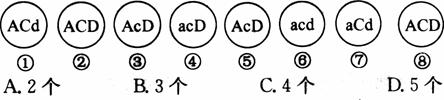 ACd ACD AcD acD AcD acd aCd ACD
① ② ③ ④ ⑤ ⑥ ⑦ ⑧
A.2个 B.3个 C.4个 D.5个